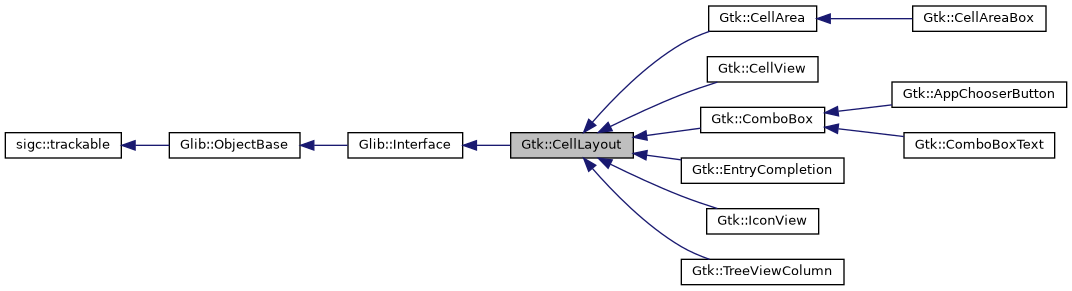 Gtk::CellArea
Gtk::CellAreaBox
Gtk::CellView
Gtk::AppChooserButton
Gtk::ComboBox
sigc::trackable
Glib::ObjectBase
Glib::Interface
Gtk::CellLayout
Gtk::ComboBoxText
Gtk::EntryCompletion
Gtk::IconView
Gtk::TreeViewColumn